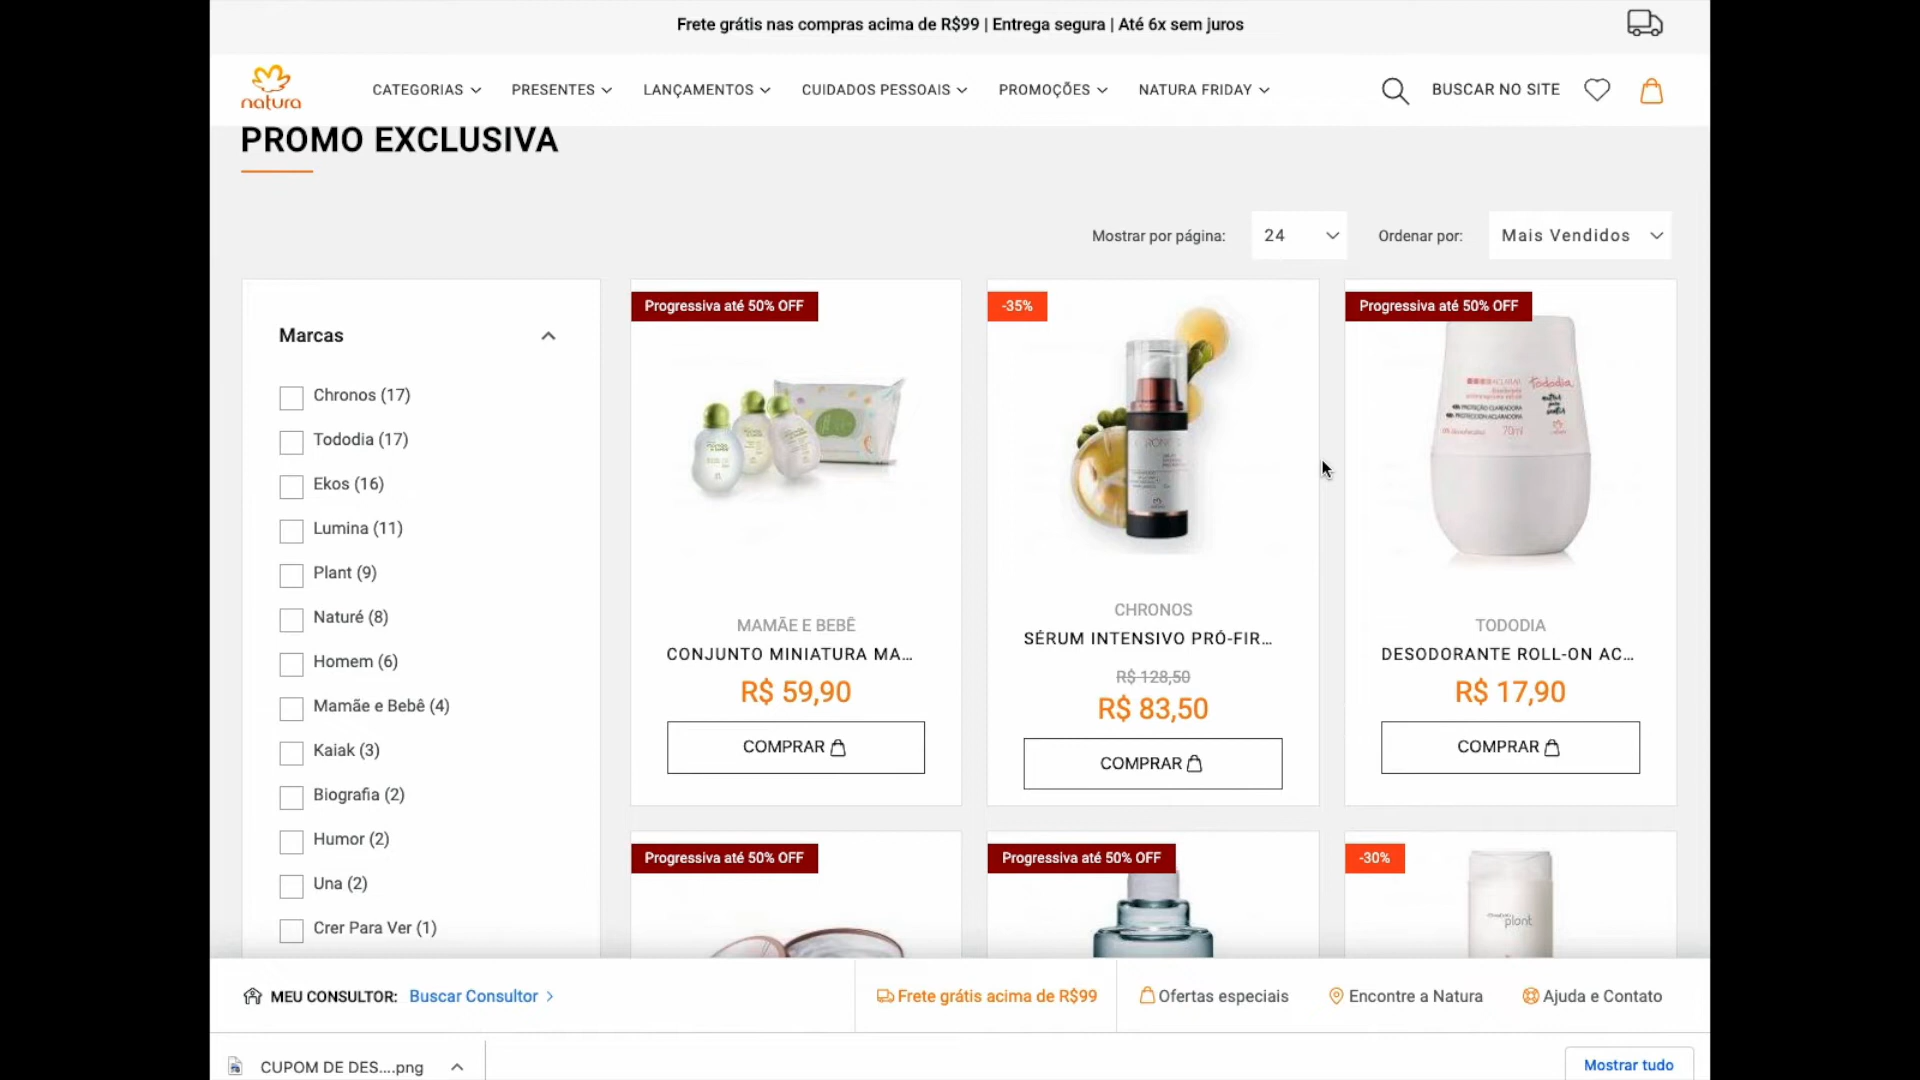 Frete grátis nas compras acima de R$99 | Entrega segura | Até 6x sem juros
natura
CATEGORIAS
PRESENTES
LANÇAMENTOS
CUIDADOS PESSOAIS
PROMOÇÕES
NATURA FRIDAY
BUSCAR NO SITE
PROMO EXCLUSIVA
Mostrar por página:
24
Ordenar por:
Mais Vendidos
Marcas
Chronos (17)
Tododia (17)
Ekos (16)
Lumina (11)
Plant (9)
Naturé (8)
Homem (6)
Mamãe e Bebê (4)
Kaiak (3)
Biografia (2)
Humor (2)
Una (2)
Crer Para Ver (1)
Progressiva até 50% OFF
MAMÃE E BEBÊ
CONJUNTO MINIATURA MA...
R$ 59,90
COMPRAR
-35%
CHRONOS
CHRONOS
SÉRUM INTENSIVO PRÓ-FIR...
R$ 128,50
R$ 83,50
COMPRAR
Progressiva até 50% OFF
tododia
70ml
TODODIA
DESODORANTE ROLL-ON AC...
R$ 17,90
COMPRAR
Progressiva até 50% OFF
Progressiva até 50% OFF
-30%
plant
MEU CONSULTOR: Buscar Consultor >
Frete grátis acima de R$99
Ofertas especiais
Encontre a Natura
Ajuda e Contato
CUPOM DE DES....png
Mostrar tudo